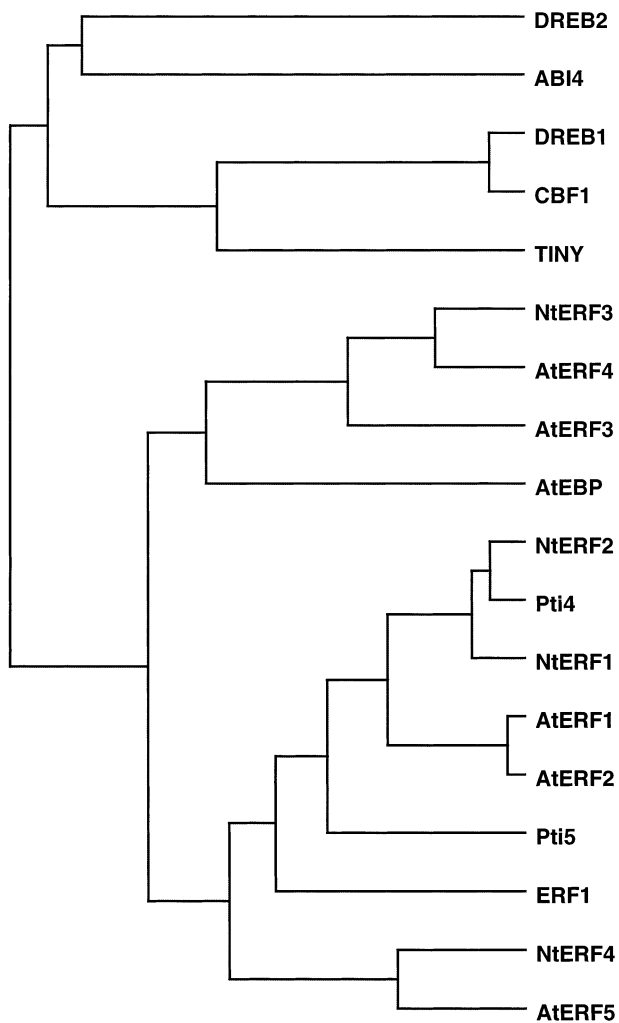 DREB2
ABI4
DREB1
CBF1
TINY
NtERF3
AtERF4
AtERF3
AtEBP
NtERF2
Pti4
NtERF1
AtERF1
AtERF2
Pti5
ERF1
NtERF4
AtERF5